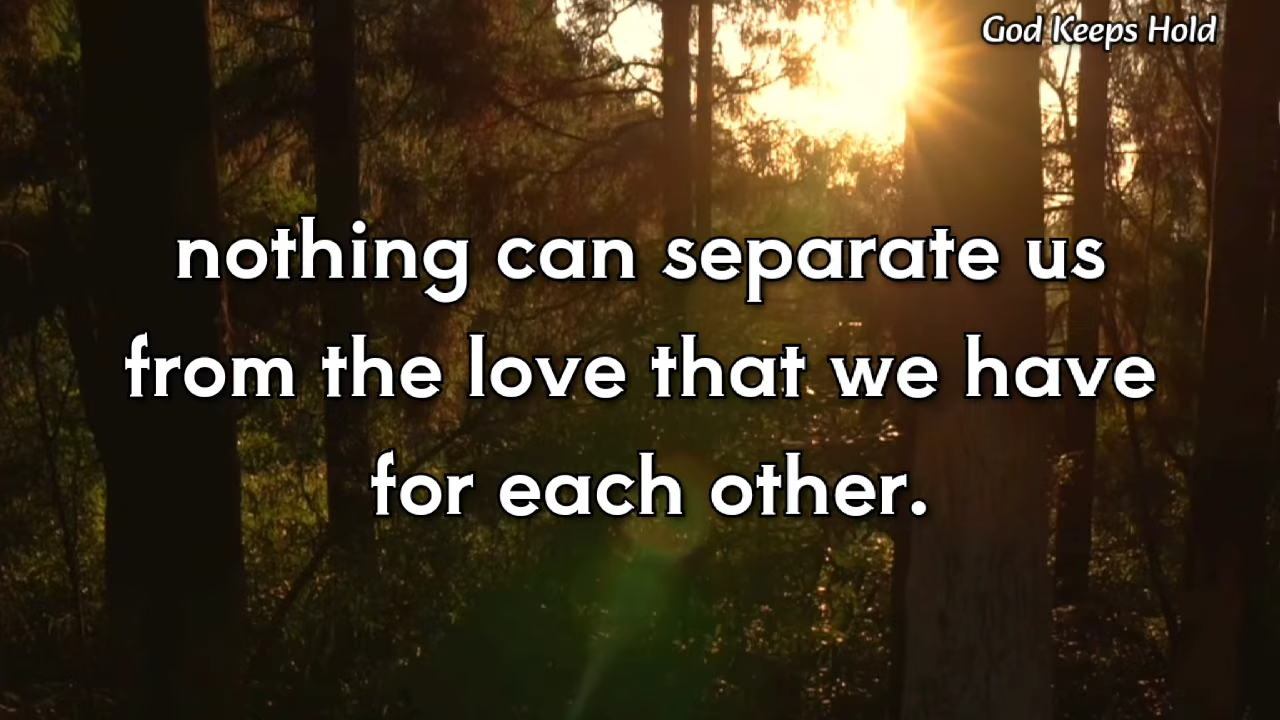 God Keeps Hold
nothing can separate us
from the love that we have
for each other.